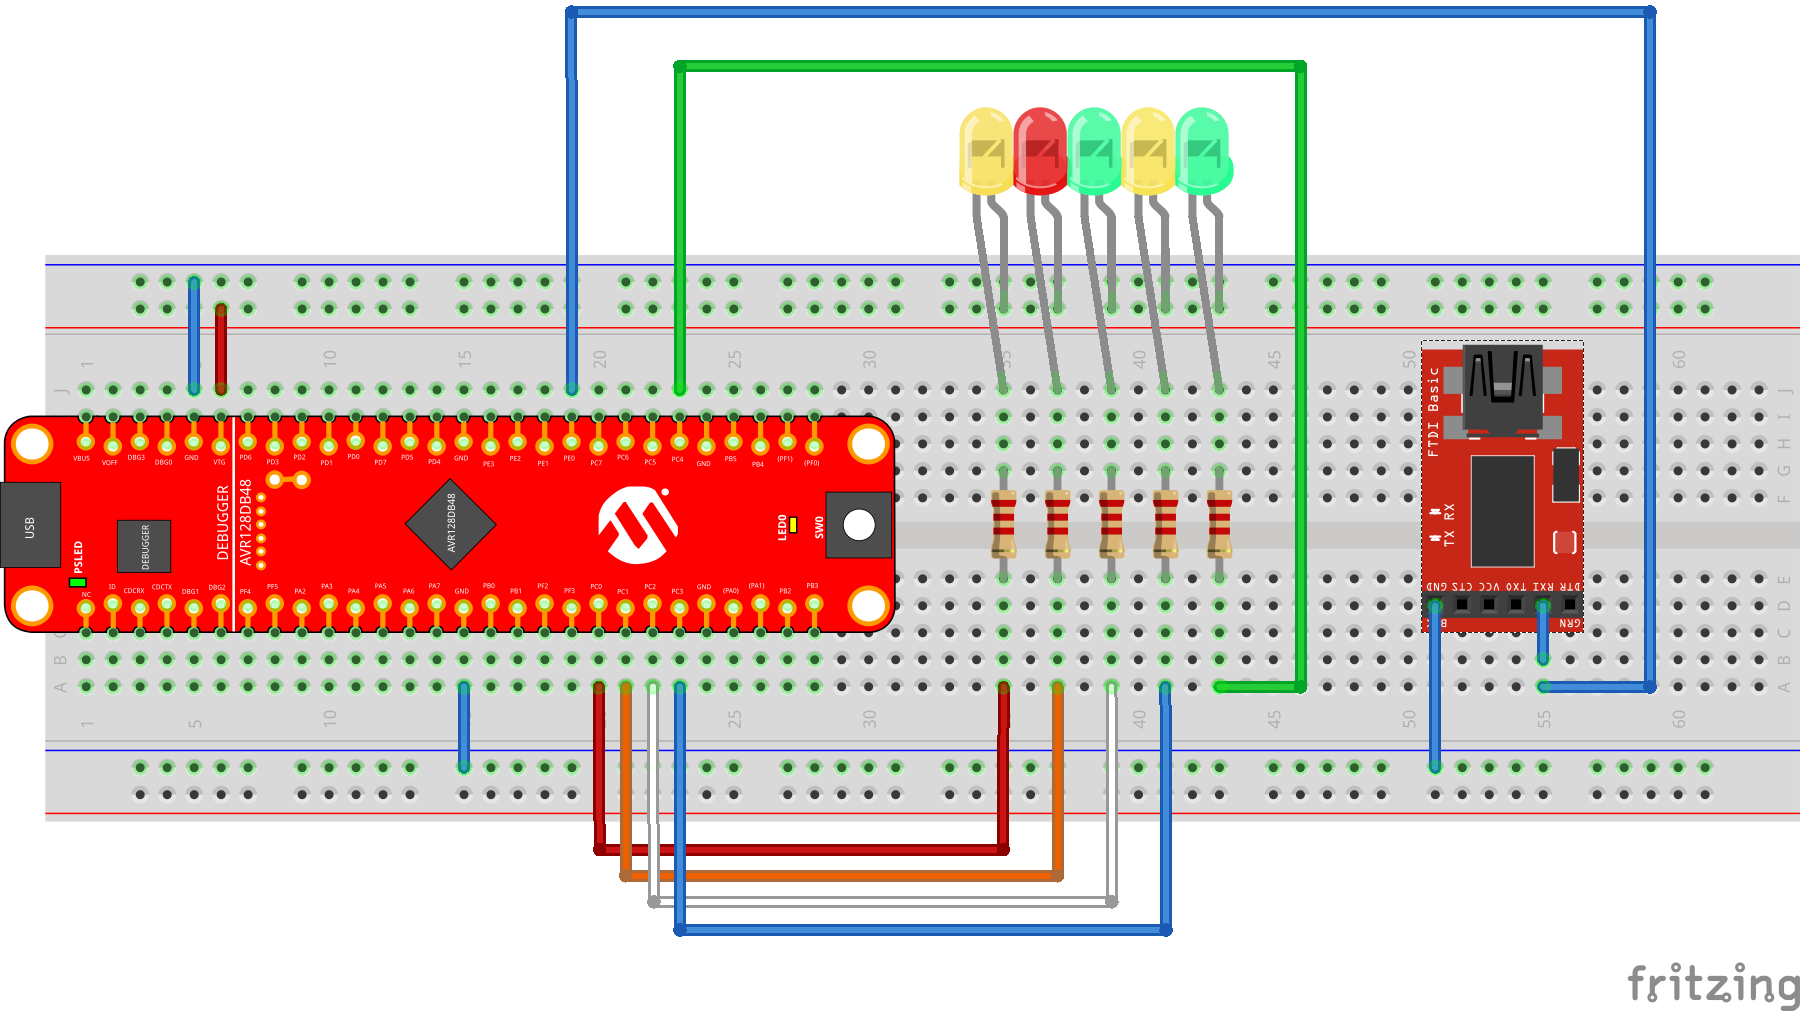 1 5 10 15 20 25 30 35 40 45 50 55 60
J J
I
H
G
F
VBUS VOFF DBG3 DBG0 GND VTG PD6 PD3 PD2 PD1 PD0 PD7 PD5 PD4 GND PE3 PE2 PE1 PE0 PC7 PC6 PC5 PC4 GND PB5 PB4 (PF1) (PF0)
USB
PSLED
DEBUGGER
DEBUGGER
AVR128DB48
AVR128DB48
LED0
SW0
NC ID CDCRX CDCTX DBG1 DBG2 PF4 PF5 PA2 PA3 PA4 PA5 PA6 PA7 GND PB0 PB1 PF2 PF3 PC0 PC1 PC2 PC3 GND (PA0) (PA1) PB2 PB3
FTDI Basic
TX RX
GND CTS VCC TXO RXI DTR
GRN
E
D
C
B B
A A
1 5 10 25 30 40 45 50 55 60
fritzing